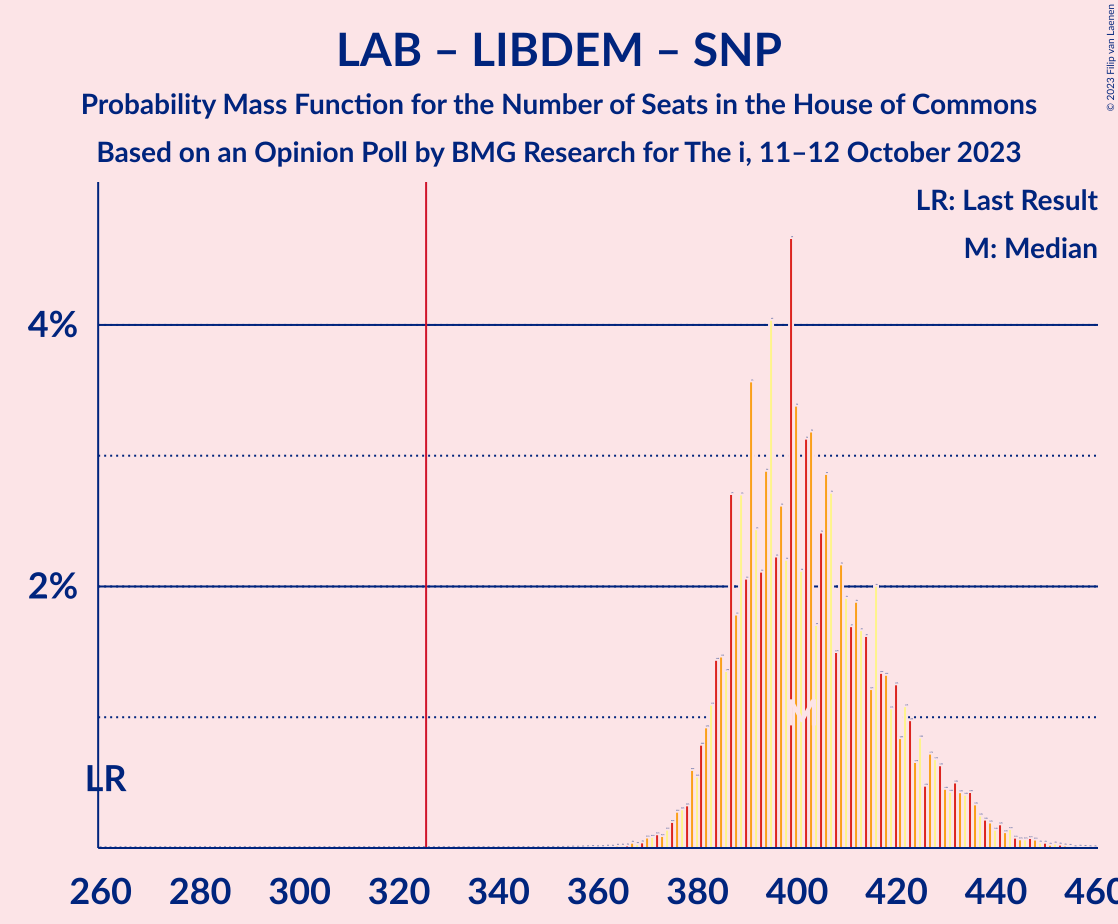 LAB – LIBDEM – SNP
Probability Mass Function for the Number of Seats in the House of Commons
Based on an Opinion Poll by BMG Research for The i, 11–12 October 2023
© 2023 Filip van Laenen
LR: Last Result
M: Median
4%
2%
M
LR
260 280 300 320 340 360 380 400 420 440 460